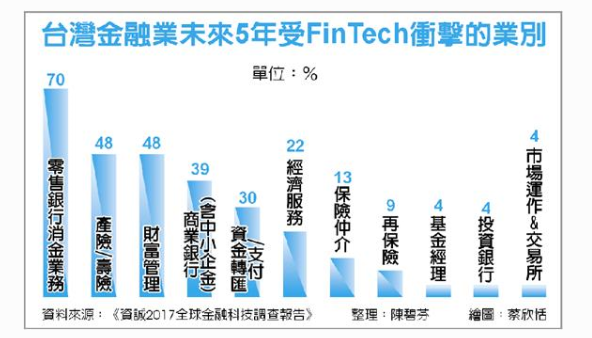 台灣金融業未來5年受FinTech衝擊的業別
單位：%
70
零售銀行消金業務
48
產險/壽險
48
財富管理
39
商業銀行
(含中小企金)
30
資金轉匯
/支付
22
經濟服務
13
保險仲介
9
再保險
4
基金經理
4
投資銀行
4
市場運作&交易所
資料來源：《資誠2017全球金融科技調查報告》
整理：陳碧芬
繪圖：蔡欣恬